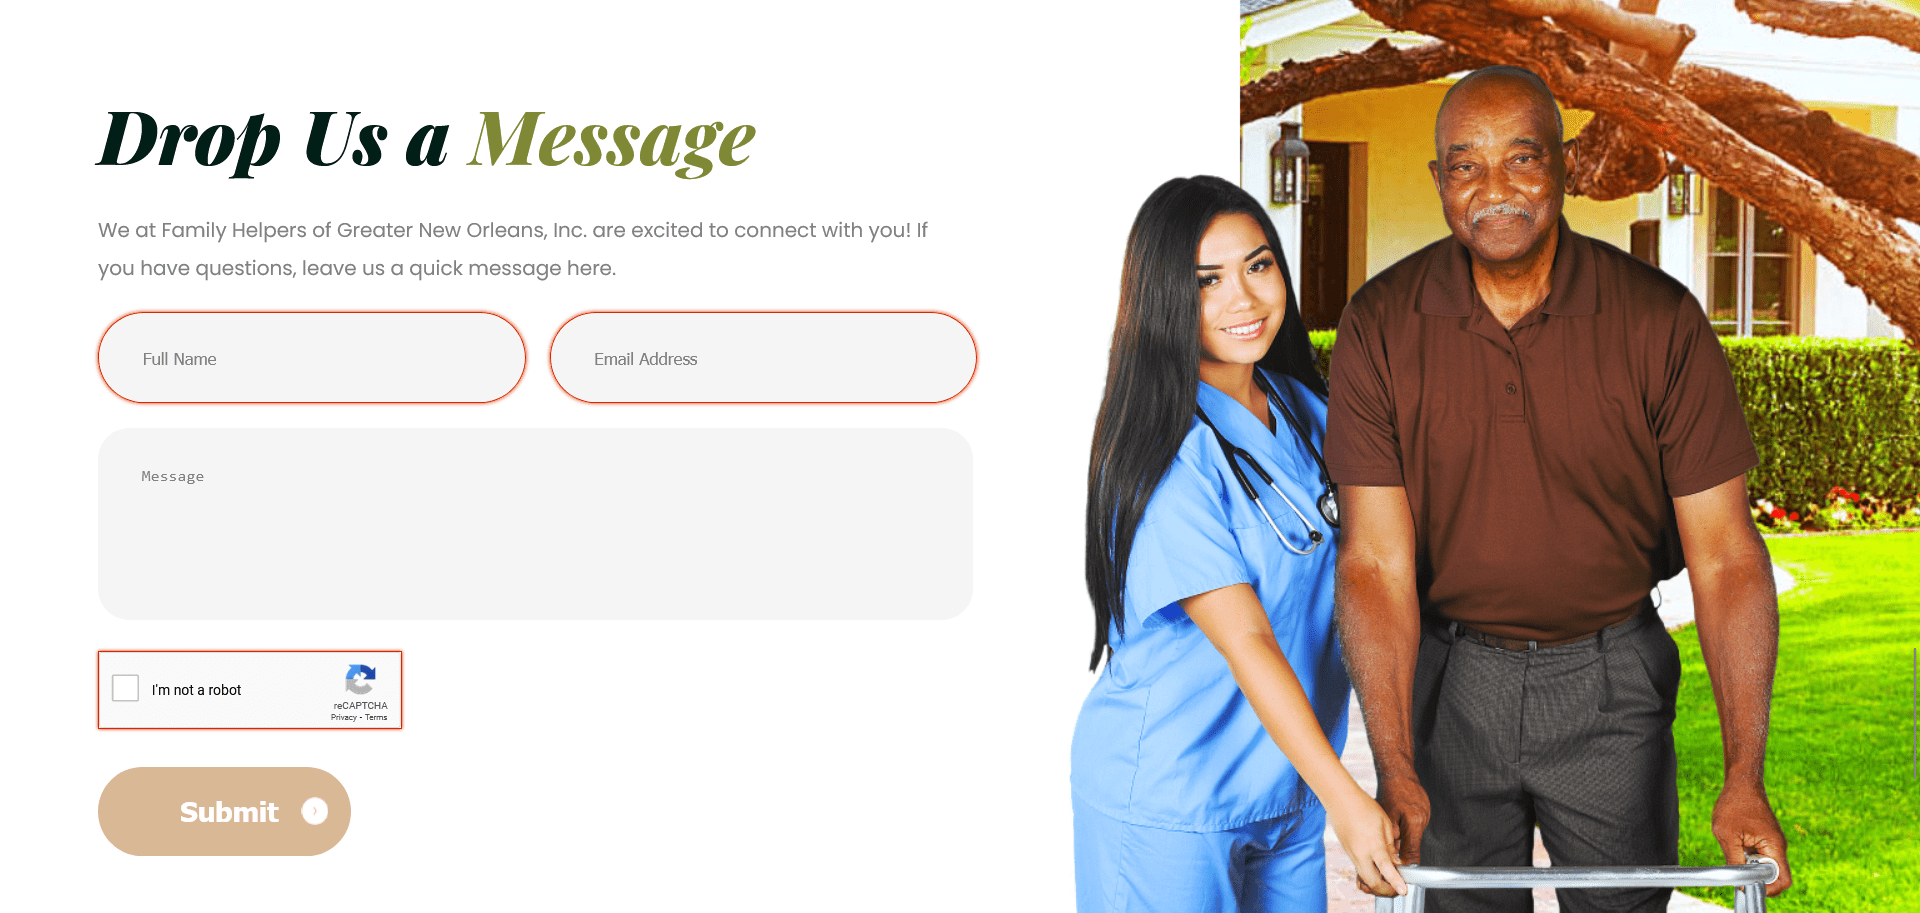 Drop Us a Message
We at Family Helpers of Greater New Orleans, Inc. are excited to connect with you! If
you have questions, leave us a quick message here.
Full Name
Email Address
Message
I'm not a robot
reCAPTCHA
Privacy - Terms
Submit